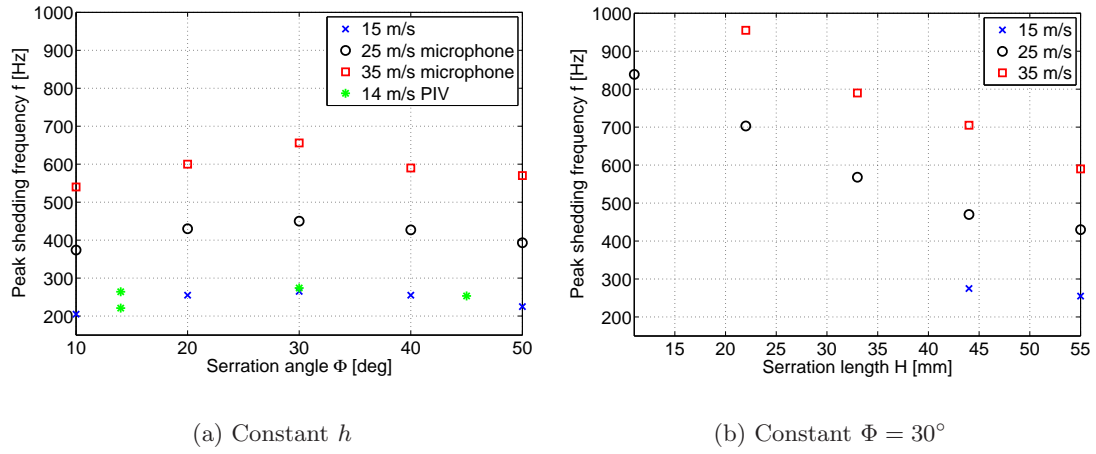 1000
900
800
700
600
500
400
300
200
Peak shedding frequency f [Hz]
10
20
30
40
50
Serration angle Φ [deg]
15 m/s
25 m/s microphone
35 m/s microphone
14 m/s PIV
(a) Constant h
1000
900
800
700
600
500
400
300
200
Peak shedding frequency f [Hz]
15
20
25
30
35
40
45
50
55
Serration length H [mm]
15 m/s
25 m/s
35 m/s
(b) Constant Φ = 30°